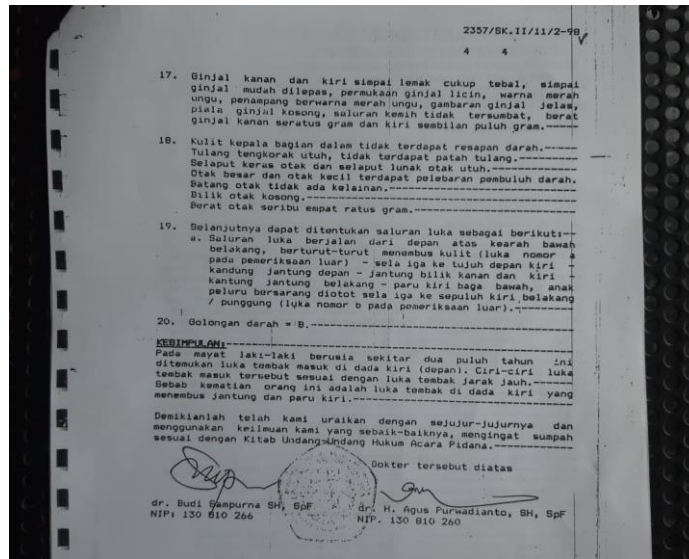 2357/SK.II/11/2-98
4 4
17. Ginjal kanan dan kiri simpai lemak cukup tebal, simpai
ginjal mudah dilepas, permukaan ginjal licin, warna merah
ungu, penampang berwarna merah ungu, gambaran ginjal jelas,
piala ginjal kosong, saluran kemih tidak tersumbat, berat
ginjal kanan seratus gram dan kiri sembilan puluh gram.------
18. Kulit kepala bagian dalam tidak terdapat resapan darah.------
Tulang tengkorak utuh, tidak terdapat patah tulang.----------
Selaput keras otak dan selaput lunak otak utuh.--------------
Otak besar dan otak kecil terdapat pelebaran pembuluh darah.
Batang otak tidak ada kelainan.------------------------------
Bilik otak kosong.-------------------------------------------
Berat otak seribu empat ratus gram.--------------------------
19. Selanjutnya dapat ditentukan saluran luka sebagai berikut:--
a. Saluran luka berjalan dari depan atas kearah bawah
belakang, berturut-turut menembus kulit (luka nomor a
pada pemeriksaan luar) - sela iga ke tujuh depan kiri -
kandung jantung depan - jantung bilik kanan dan kiri -
kantung jantung belakang - paru kiri baga bawah, anak
peluru bersarang diotot sela iga ke sepuluh kiri belakang
/ punggung (luka nomor b pada pemeriksaan luar).----------
20. Golongan darah = B.------------------------------------------
KESIMPULAN:------------------------------------------------------
Pada mayat laki-laki berusia sekitar dua puluh tahun ini
ditemukan luka tembak masuk di dada kiri (depan). Ciri-ciri luka
tembak masuk tersebut sesuai dengan luka tembak jarak jauh.------
Sebab kematian orang ini adalah luka tembak di dada kiri yang
menembus jantung dan paru kiri.----------------------------------
Demikianlah telah kami uraikan dengan sejujur-jujurnya dan
menggunakan keilmuan kami yang sebaik-baiknya, mengingat sumpah
sesuai dengan Kitab Undang-Undang Hukum Acara Pidana.------------
Dokter tersebut diatas
dr. Budi Sampurna SH, SpF
NIP: 130 810 266
dr. H. Agus Purwadianto, SH, SpF
NIP. 130 810 260